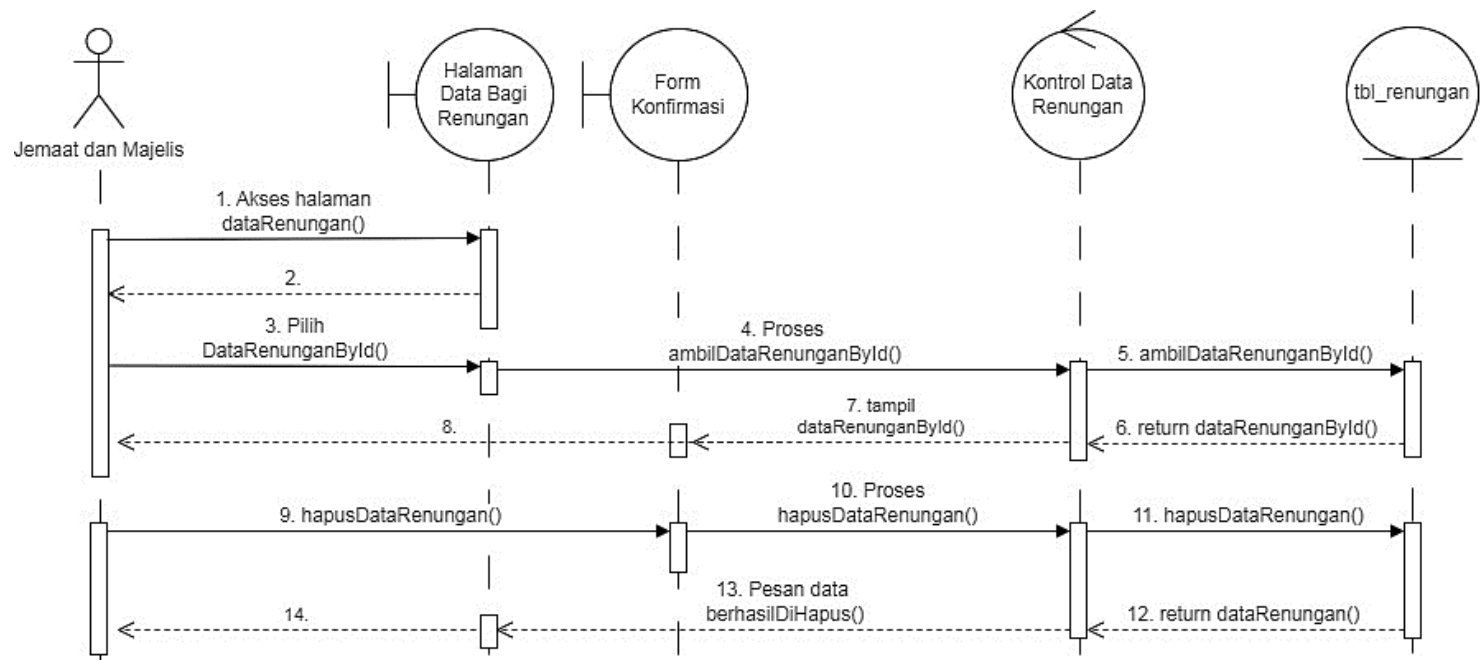 Halaman
Data Bagi
Renungan
Form
Konfirmasi
Kontrol Data
Renungan
tbl_renungan
Jemaat dan Majelis
1. Akses halaman
dataRenungan()
2.
3. Pilih
DataRenunganById()
4. Proses
ambilDataRenunganById()
5. ambilDataRenunganById()
6. return dataRenunganById()
7. tampil
dataRenunganById()
8.
9. hapusDataRenungan()
10. Proses
hapusDataRenungan()
11. hapusDataRenungan()
12. return dataRenungan()
13. Pesan data
berhasilDiHapus()
14.